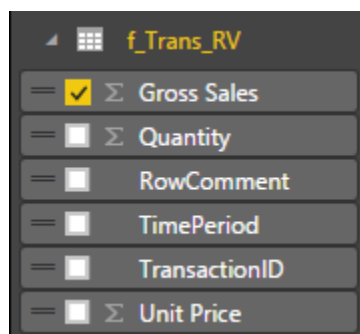 f_Trans_RV
Σ Gross Sales
Σ Quantity
RowComment
TimePeriod
TransactionID
Σ Unit Price